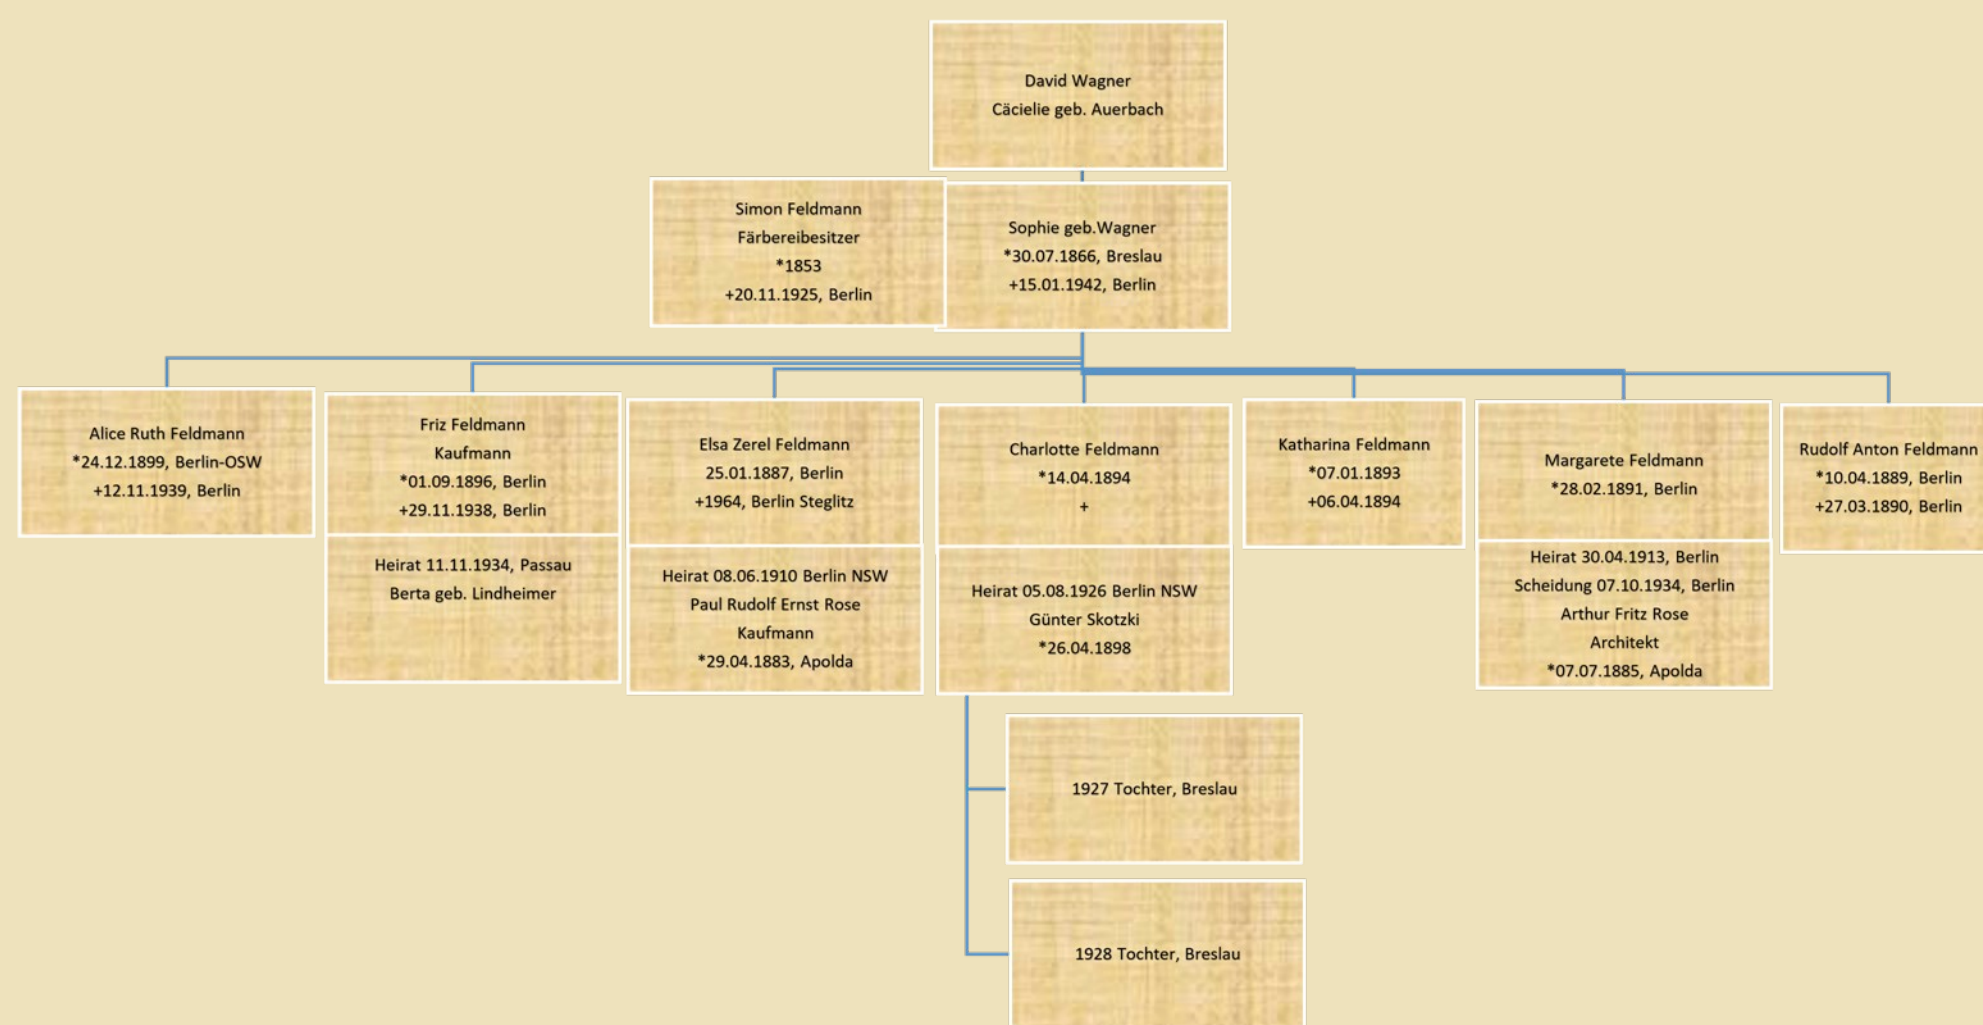 David Wagner
Cäcielie geb. Auerbach
Simon Feldmann
Färbereibesitzer
*1853
+20.11.1925, Berlin
Sophie geb.Wagner
*30.07.1866, Breslau
+15.01.1942, Berlin
Alice Ruth Feldmann
*24.12.1899, Berlin-OSW
+12.11.1939, Berlin
Friz Feldmann
Kaufmann
*01.09.1896, Berlin
+29.11.1938, Berlin
Heirat 11.11.1934, Passau
Berta geb. Lindheimer
Elsa Zerel Feldmann
25.01.1887, Berlin
+1964, Berlin Steglitz
Heirat 08.06.1910 Berlin NSW
Paul Rudolf Ernst Rose
Kaufmann
*29.04.1883, Apolda
Charlotte Feldmann
*14.04.1894
+
Heirat 05.08.1926 Berlin NSW
Günter Skotzki
*26.04.1898
Katharina Feldmann
*07.01.1893
+06.04.1894
Margarete Feldmann
*28.02.1891, Berlin
Heirat 30.04.1913, Berlin
Scheidung 07.10.1934, Berlin
Arthur Fritz Rose
Architekt
*07.07.1885, Apolda
Rudolf Anton Feldmann
*10.04.1889, Berlin
+27.03.1890, Berlin
1927 Tochter, Breslau
1928 Tochter, Breslau